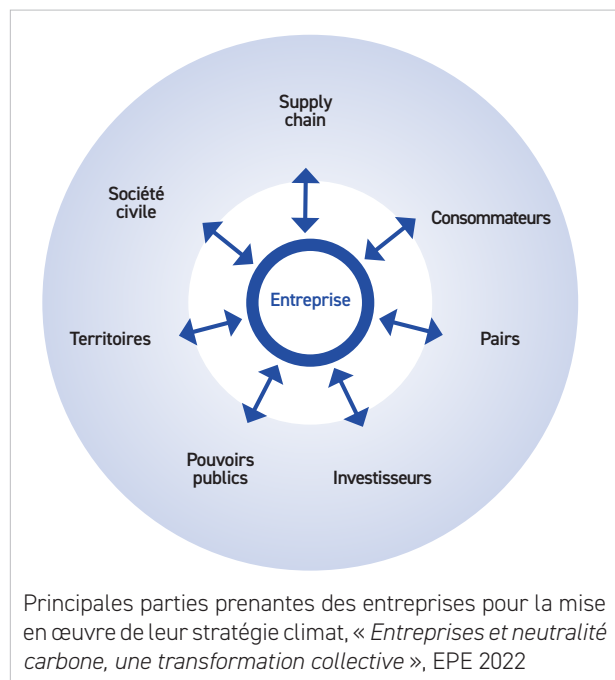 Supply
chain
Société
civile
Consommateurs
Entreprise
Territoires
Pairs
Pouvoirs
publics
Investisseurs
Principales parties prenantes des entreprises pour la mise
en œuvre de leur stratégie climat, « Entreprises et neutralité
carbone, une transformation collective », EPE 2022